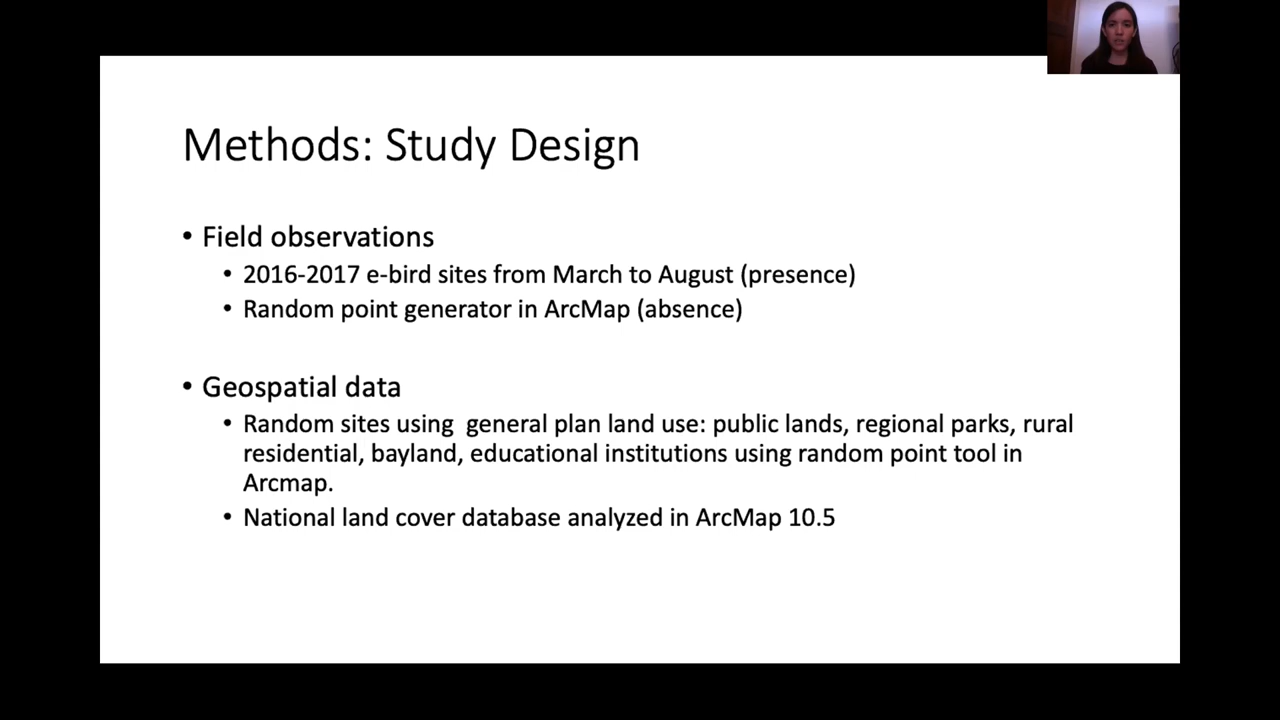 Methods: Study Design
• Field observations
• 2016-2017 e-bird sites from March to August (presence)
• Random point generator in ArcMap (absence)
• Geospatial data
• Random sites using  general plan land use: public lands, regional parks, rural
residential, bayland, educational institutions using random point tool in
Arcmap.
• National land cover database analyzed in ArcMap 10.5